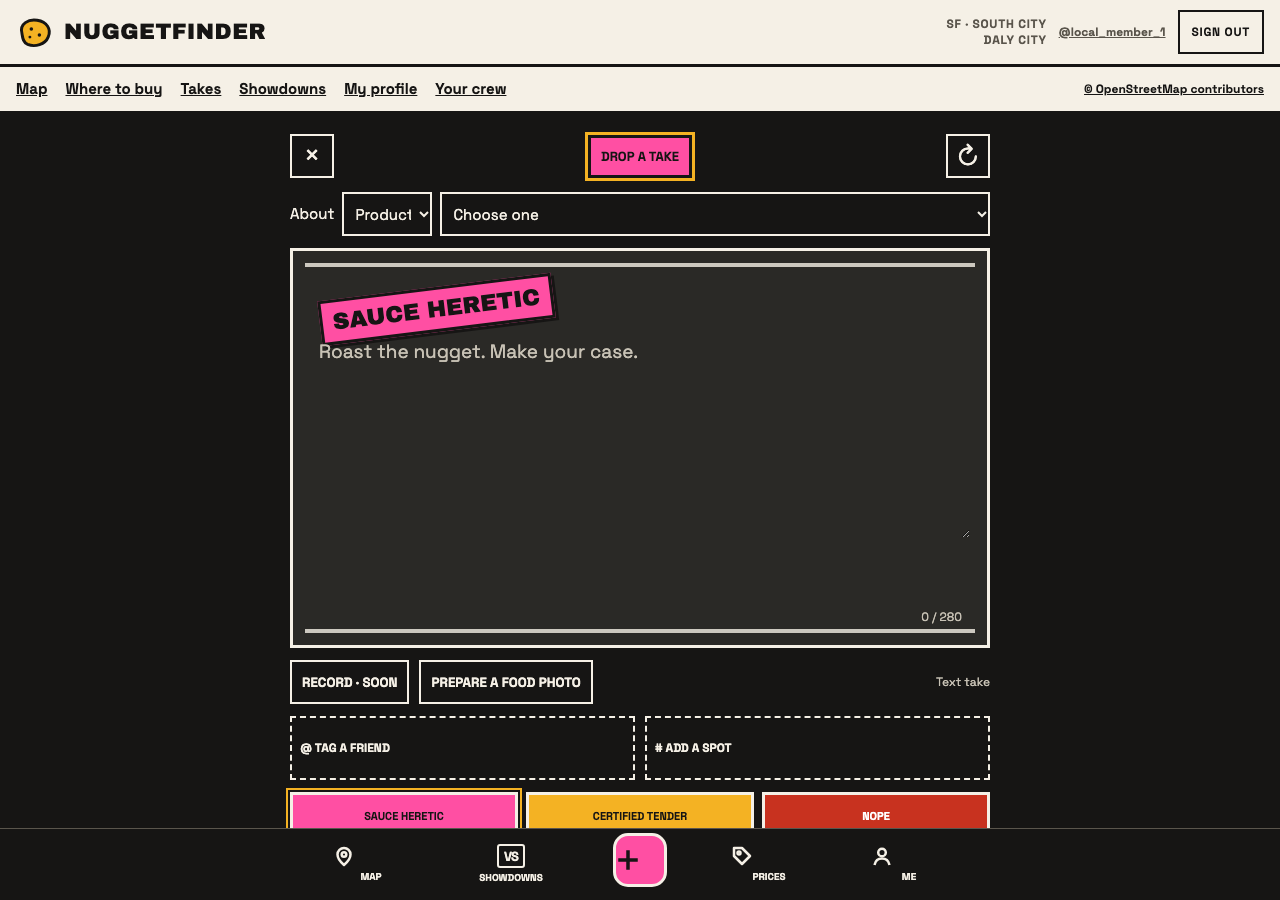 NUGGETFINDER
SF · SOUTH CITY
DALY CITY
@local_member_1
SIGN OUT
Map
Where to buy
Takes
Showdowns
My profile
Your crew
© OpenStreetMap contributors
×
DROP A TAKE
About
Product
Choose one
SAUCE HERETIC
Roast the nugget. Make your case.
0 / 280
RECORD · SOON
PREPARE A FOOD PHOTO
Text take
@ TAG A FRIEND
# ADD A SPOT
SAUCE HERETIC
CERTIFIED TENDER
NOPE
MAP
VS
SHOWDOWNS
+
PRICES
ME